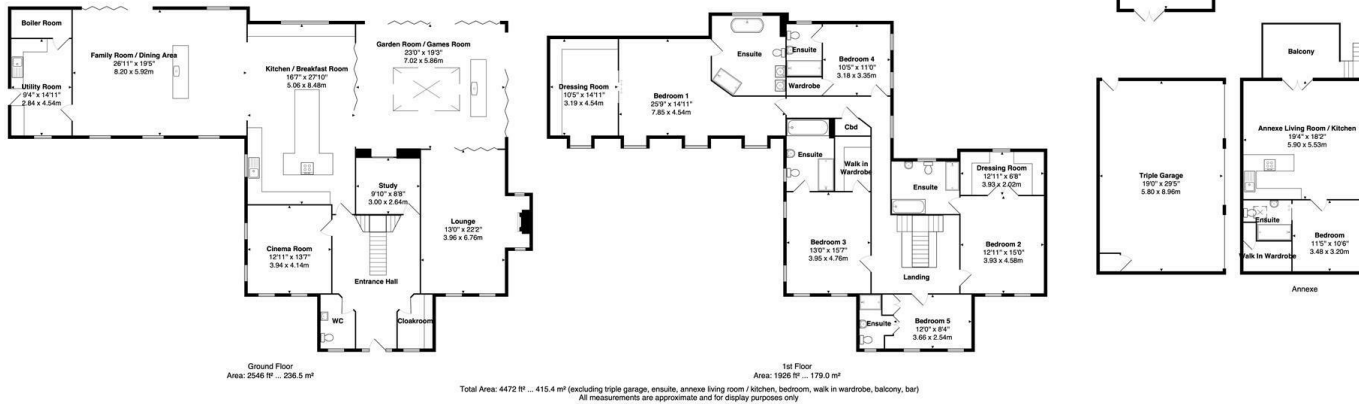 Boiler Room
Family Room / Dining Area
26'11" x 19'5"
8.20 x 5.92m
Utility Room
9'4" x 14'11"
2.84 x 4.54m
Kitchen / Breakfast Room
16'7" x 27'10"
5.06 x 8.48m
Garden Room / Games Room
23'0" x 19'3"
7.02 x 5.86m
Study
9'10" x 8'8"
3.00 x 2.64m
Lounge
13'0" x 22'2"
3.96 x 6.76m
Cinema Room
12'11" x 13'7"
3.94 x 4.14m
Entrance Hall
WC
Cloakroom
Ground Floor
Area: 2546 ft² ... 236.5 m²
Dressing Room
10'5" x 14'11"
3.19 x 4.54m
Bedroom 1
25'9" x 14'11"
7.85 x 4.54m
Ensuite
Ensuite
Bedroom 4
10'5" x 11'0"
3.18 x 3.35m
Wardrobe
Cbd
Ensuite
Walk in
Wardrobe
Ensuite
Dressing Room
12'11" x 6'8"
3.93 x 2.02m
Bedroom 3
13'0" x 15'7"
3.95 x 4.76m
Bedroom 2
12'11" x 15'0"
3.93 x 4.58m
Landing
Ensuite
Bedroom 5
12'0" x 8'4"
3.66 x 2.54m
1st Floor
Area: 1926 ft² ... 179.0 m²
Balcony
Triple Garage
19'0" x 29'5"
5.80 x 8.96m
Annexe Living Room / Kitchen
19'4" x 18'2"
5.90 x 5.53m
Ensuite
Bedroom
11'5" x 10'6"
3.48 x 3.20m
Walk In Wardrobe
Annexe
Total Area: 4472 ft² ... 415.4 m² (excluding triple garage, ensuite, annexe living room / kitchen, bedroom, walk in wardrobe, balcony, bar)
All measurements are approximate and for display purposes only